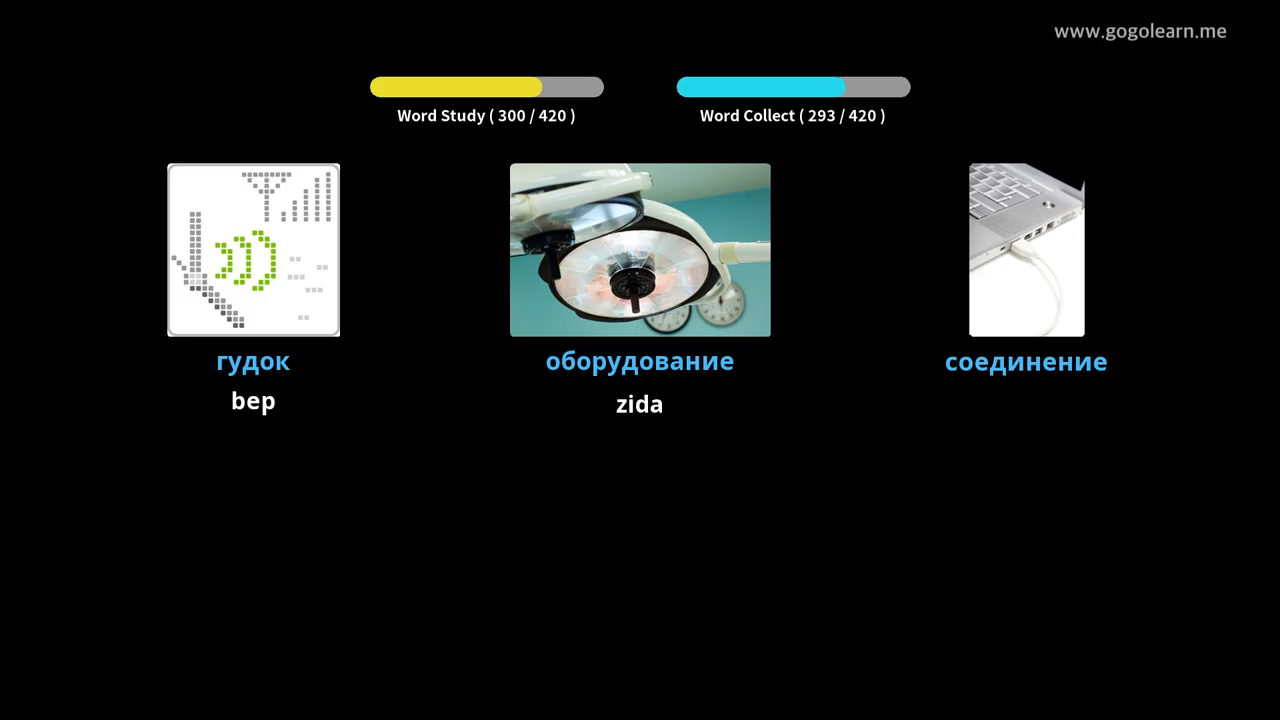 www.gogolearn.me
Word Study ( 300 / 420 )
Word Collect ( 293 / 420 )
гудок
оборудование
соединение
bep
zida